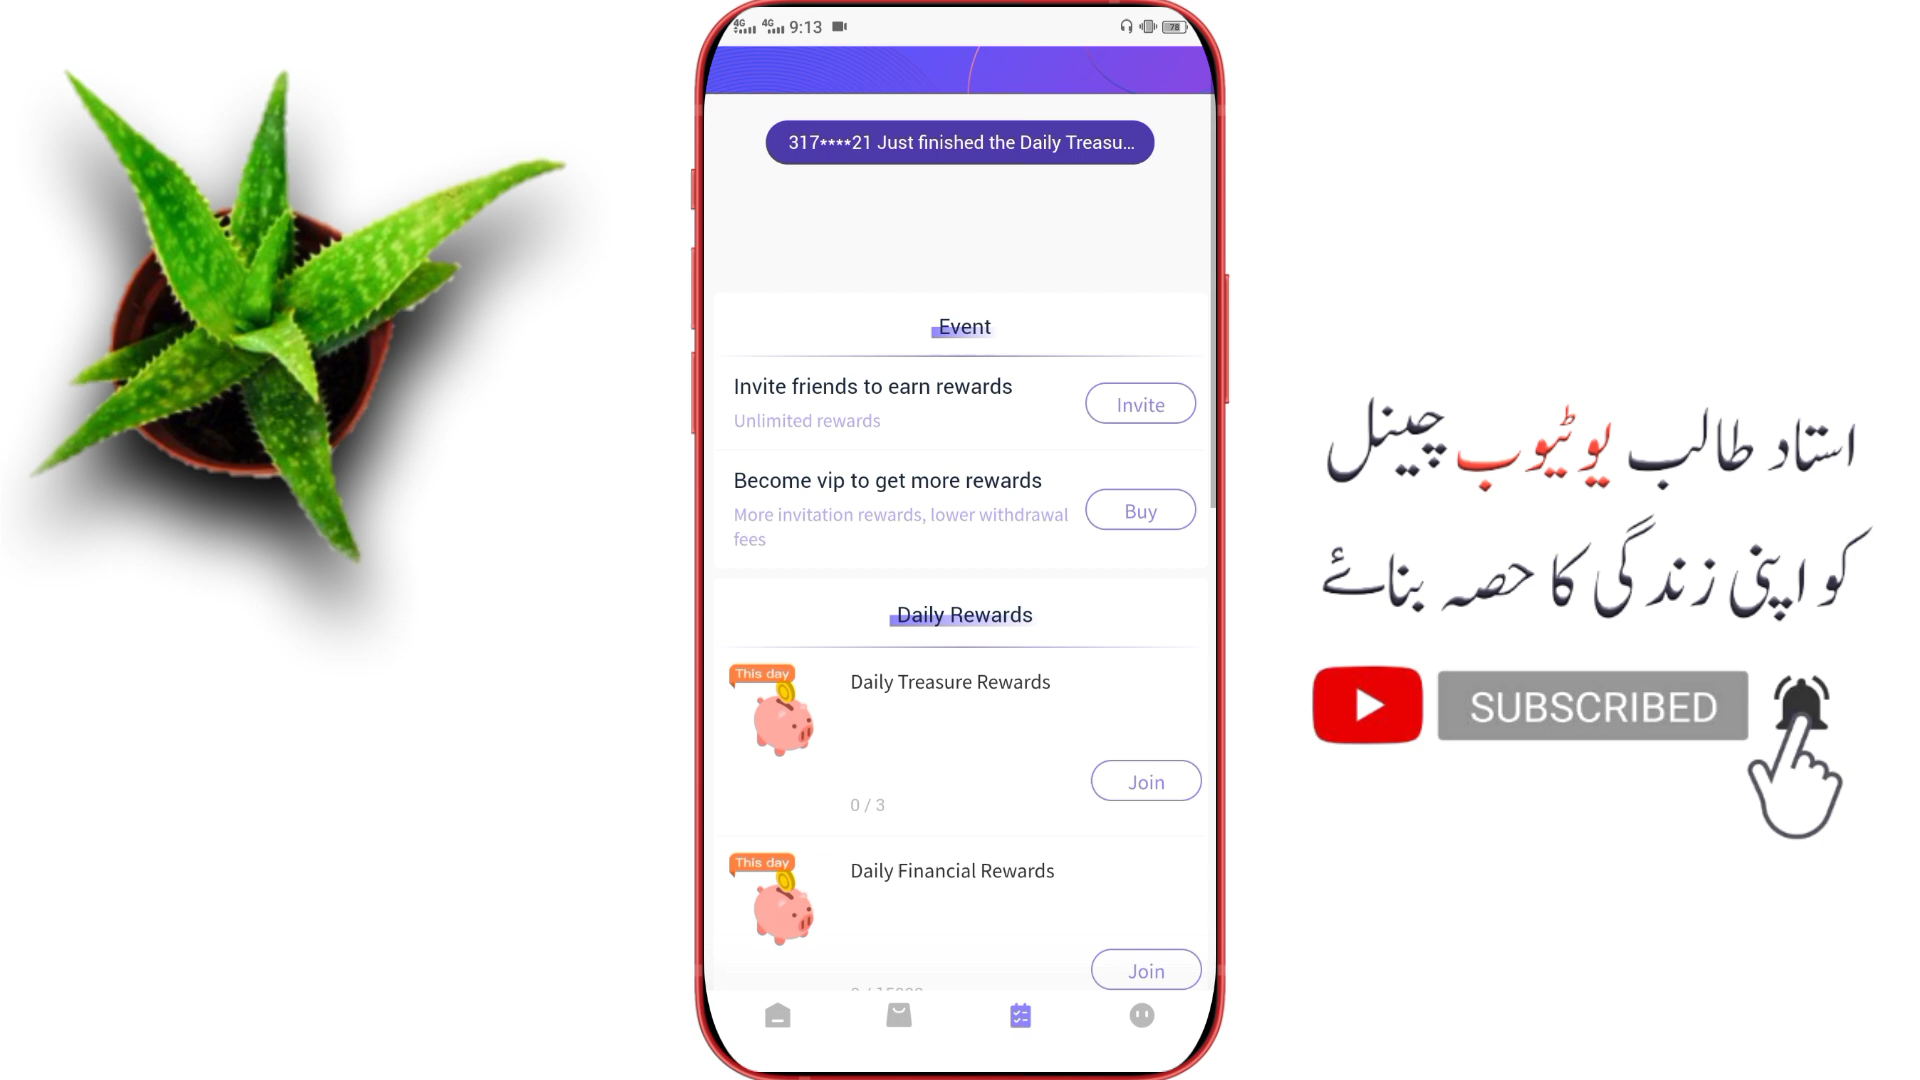 4G 4G 9:13 78
317****21 Just finished the Daily Treasu...
Event
Invite friends to earn rewards
Unlimited rewards
Invite
Become vip to get more rewards
More invitation rewards, lower withdrawal
fees
Buy
Daily Rewards
This day
Daily Treasure Rewards
0 / 3
Join
This day
Daily Financial Rewards
Join
استاد طالب یوٹیوب چینل
کو اپنی زندگی کا حصہ بنائے
SUBSCRIBED